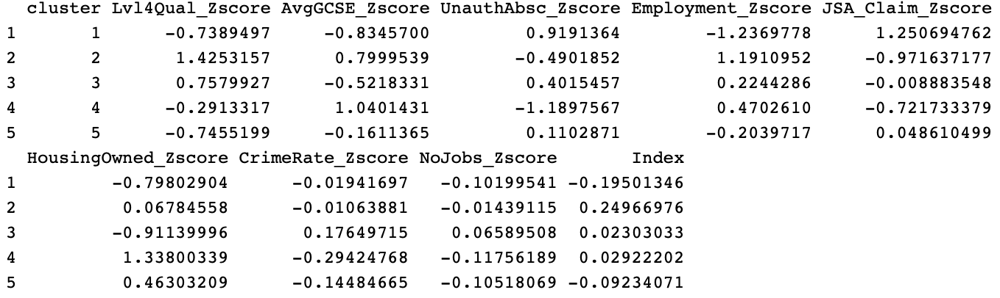 cluster Lvl4Qual_Zscore AvgGCSE_Zscore UnauthAbsc_Zscore Employment_Zscore JSA_Claim_Zscore
1 1 -0.7389497 -0.8345700 0.9191364 -1.2369778 1.250694762
2 2 1.4253157 0.7999539 -0.4901852 1.1910952 -0.971637177
3 3 0.7579927 -0.5218331 0.4015457 0.2244286 -0.008883548
4 4 -0.2913317 1.0401431 -1.1897567 0.4702610 -0.721733379
5 5 -0.7455199 -0.1611365 0.1102871 -0.2039717 0.048610499
HousingOwned_Zscore CrimeRate_Zscore NoJobs_Zscore Index
1 -0.79802904 -0.01941697 -0.10199541 -0.19501346
2 0.06784558 -0.01063881 -0.01439115 0.24966976
3 -0.91139996 0.17649715 0.06589508 0.02303033
4 1.33800339 -0.29424768 -0.11756189 0.02922202
5 0.46303209 -0.14484665 -0.10518069 -0.09234071